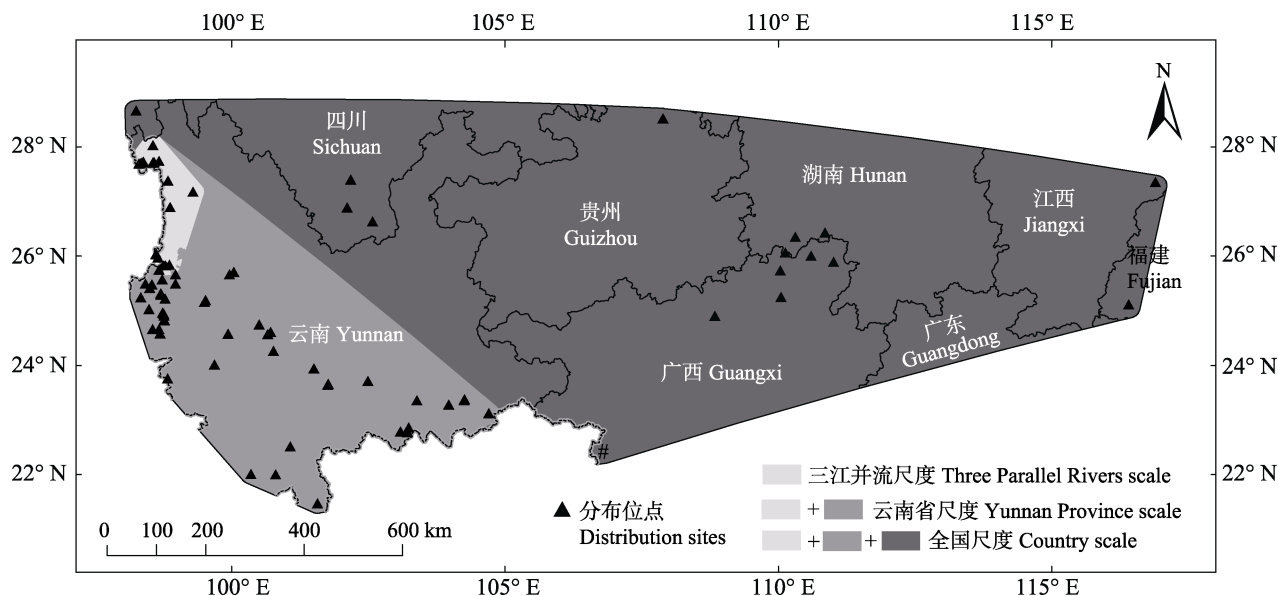 100° E 105° E 110° E 115° E
N
28° N 28° N
四川
Sichuan
湖南 Hunan
江西
Jiangxi
贵州
Guizhou
26° N 26° N
福建
Fujian
云南 Yunnan
广东
Guangdong
24° N 24° N
广西 Guangxi
#
22° N 22° N
三江并流尺度 Three Parallel Rivers scale
分布位点
Distribution sites
+ 云南省尺度 Yunnan Province scale
+ + 全国尺度 Country scale
0 100 200 400 600 km
100° E 105° E 110° E 115° E